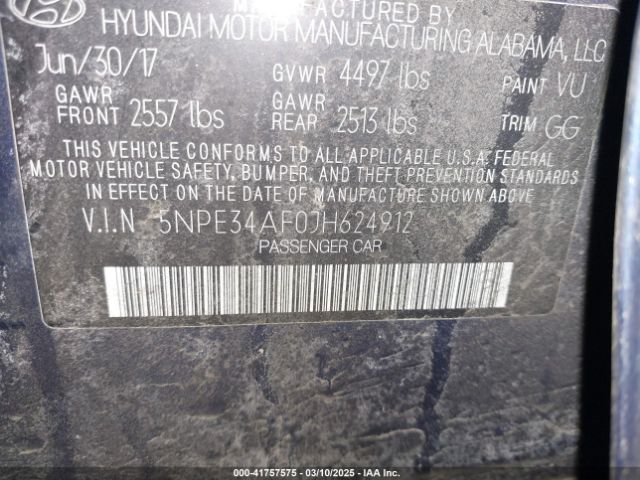 MANUFACTURED BY
HYUNDAI MOTOR MANUFACTURING ALABAMA, LLC
Jun/30/17 GVWR 4497 lbs PAINT VU
GAWR FRONT 2557 lbs GAWR REAR 2513 lbs TRIM GG
THIS VEHICLE CONFORMS TO ALL APPLICABLE U.S.A. FEDERAL
MOTOR VEHICLE SAFETY, BUMPER, AND THEFT PREVENTION STANDARDS
IN EFFECT ON THE DATE OF MANUFACTURE SHOWN ABOVE
V.I.N 5NPE34AF0JH624912
PASSENGER CAR
000-41757575 — 03/10/2025 — IAA Inc.